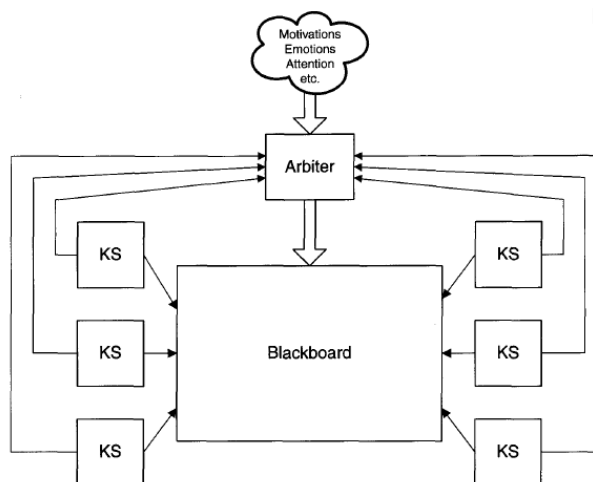 Motivations
Emotions
Attention
etc.
Arbiter
KS
KS
Blackboard
KS
KS
KS
KS